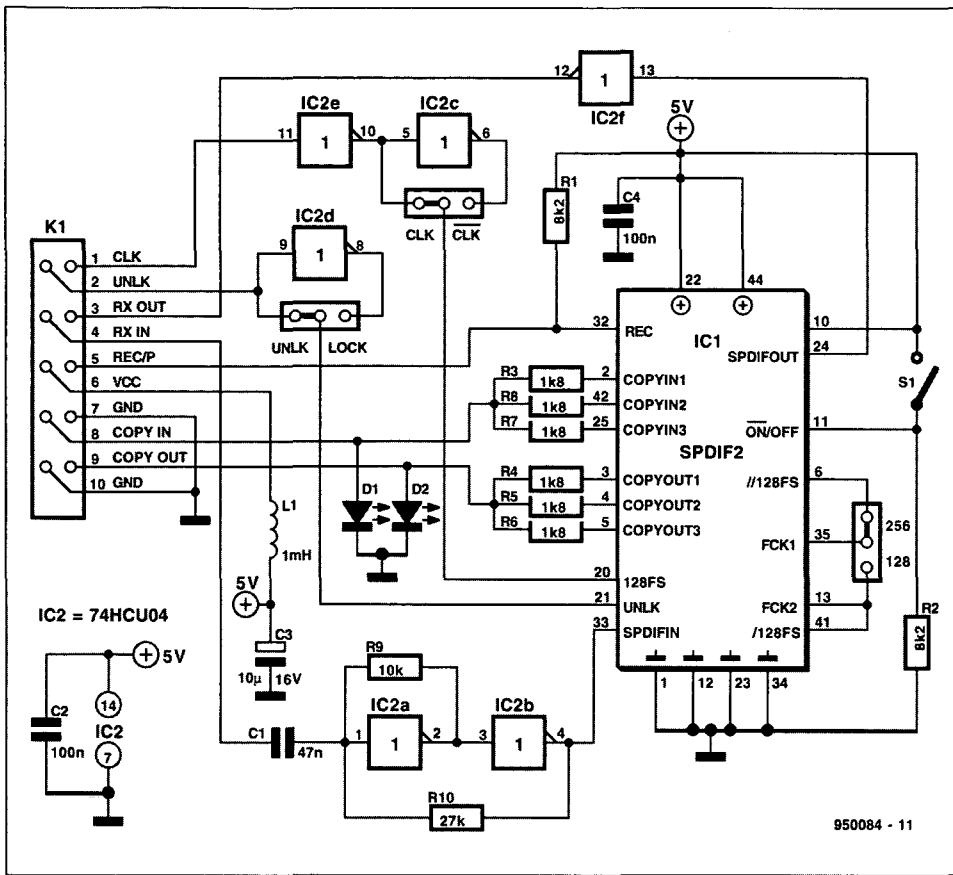 12
1
13
IC2f
5V
IC2e
IC2c
11
1
10
5
1
6
R1
8k2
C4
100n
CLK
C̅L̅K̅
IC2d
9
1
8
UNLK
LOCK
K1
1 CLK
2 UNLK
3 RX OUT
4 RX IN
5 REC/P
6 VCC
7 GND
8 COPY IN
9 COPY OUT
10 GND
22
44
32
REC
IC1
10
SPDIFOUT
24
S1
R3
1k8
2
COPYIN1
R8
1k8
42
COPYIN2
R7
1k8
25
COPYIN3
O̅N̅/OFF
11
SPDIF2
//128FS
6
R4
1k8
3
COPYOUT1
R5
1k8
4
COPYOUT2
R6
1k8
5
COPYOUT3
FCK1
35
256
128
D1
D2
L1
1mH
20
128FS
21
UNLK
33
SPDIFIN
FCK2
13
/128FS
41
R2
8k2
1
12
23
34
5V
C3
10µ
16V
IC2 = 74HCU04
5V
C2
100n
14
IC2
7
R9
10k
IC2a
IC2b
C1
47n
1
1
2
3
1
4
R10
27k
950084 - 11